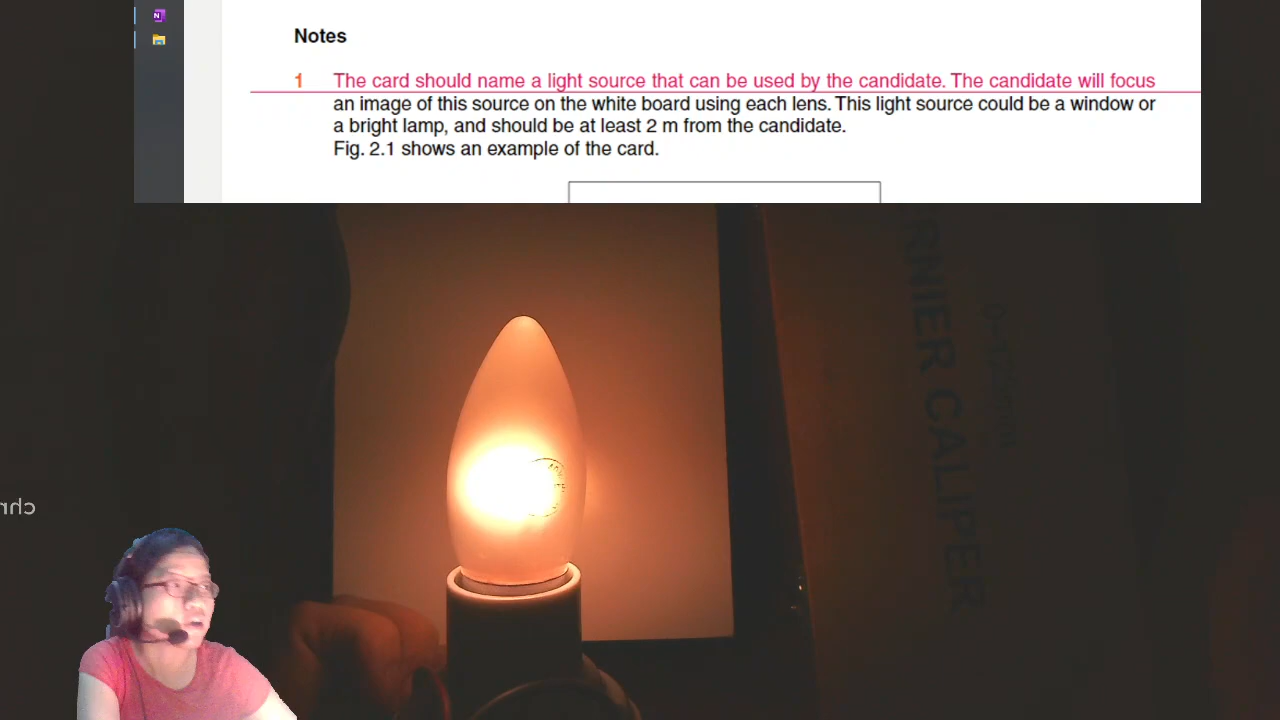 Notes
1 The card should name a light source that can be used by the candidate. The candidate will focus
an image of this source on the white board using each lens. This light source could be a window or
a bright lamp, and should be at least 2 m from the candidate.
Fig. 2.1 shows an example of the card.
VERNIER CALIPER